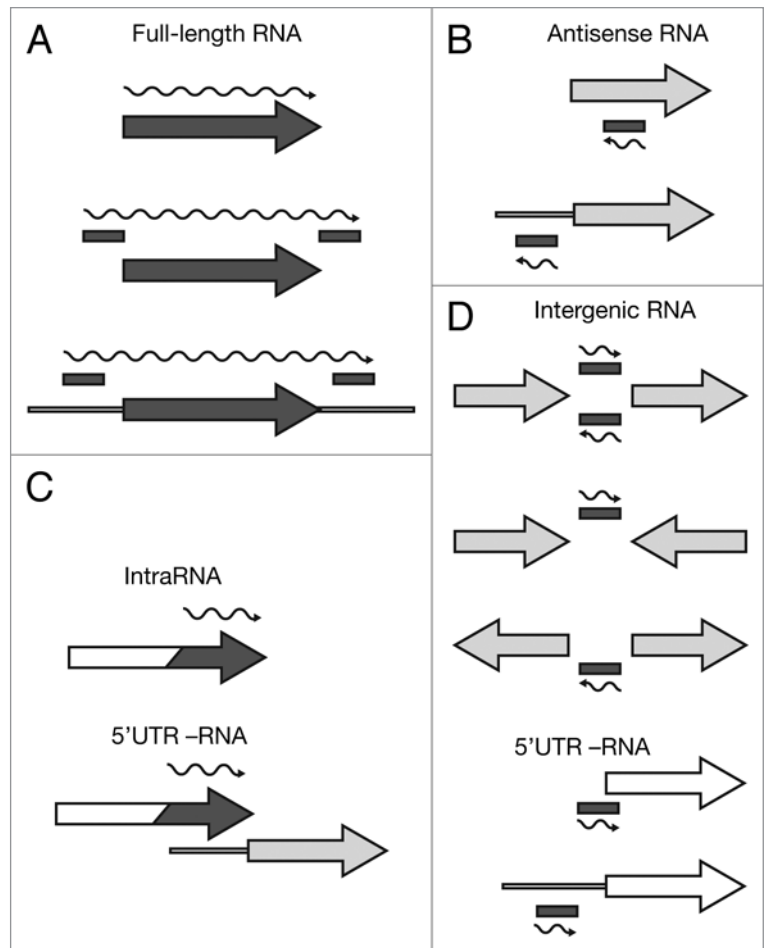 A
Full-length RNA
B
Antisense RNA
C
IntraRNA
5'UTR –RNA
D
Intergenic RNA
5'UTR –RNA